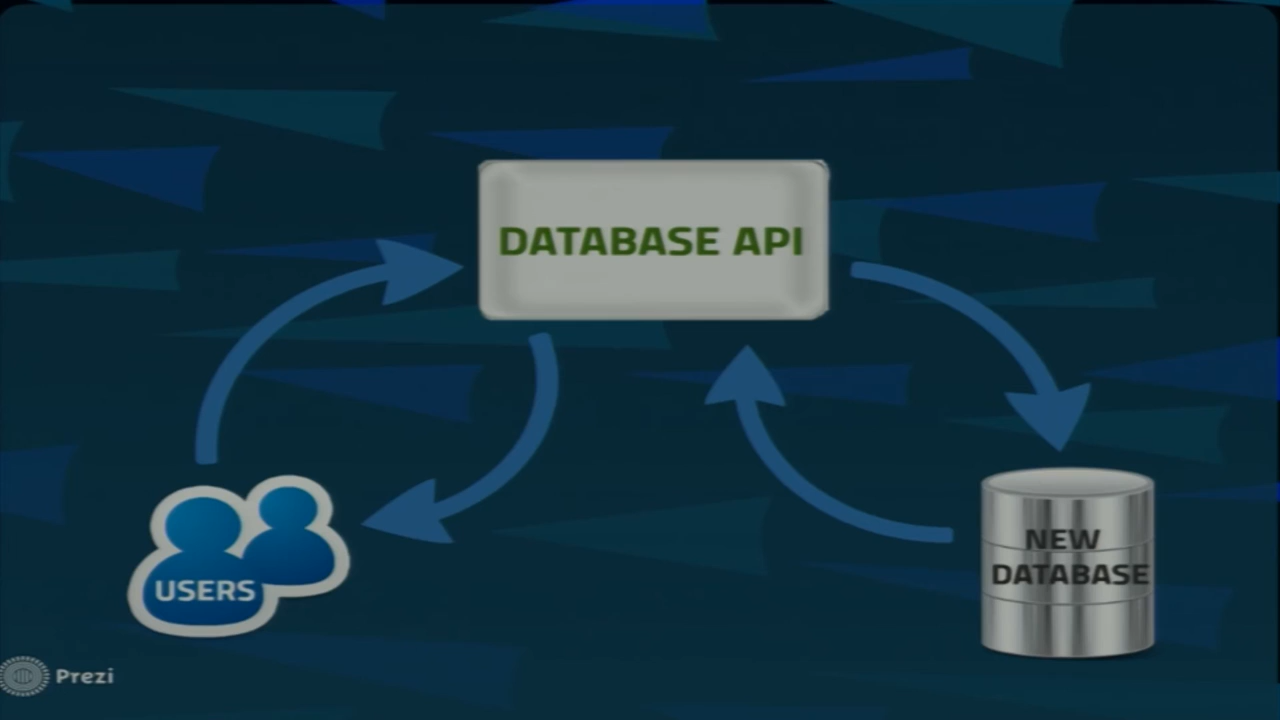 DATABASE API
USERS
NEW
DATABASE
Prezi